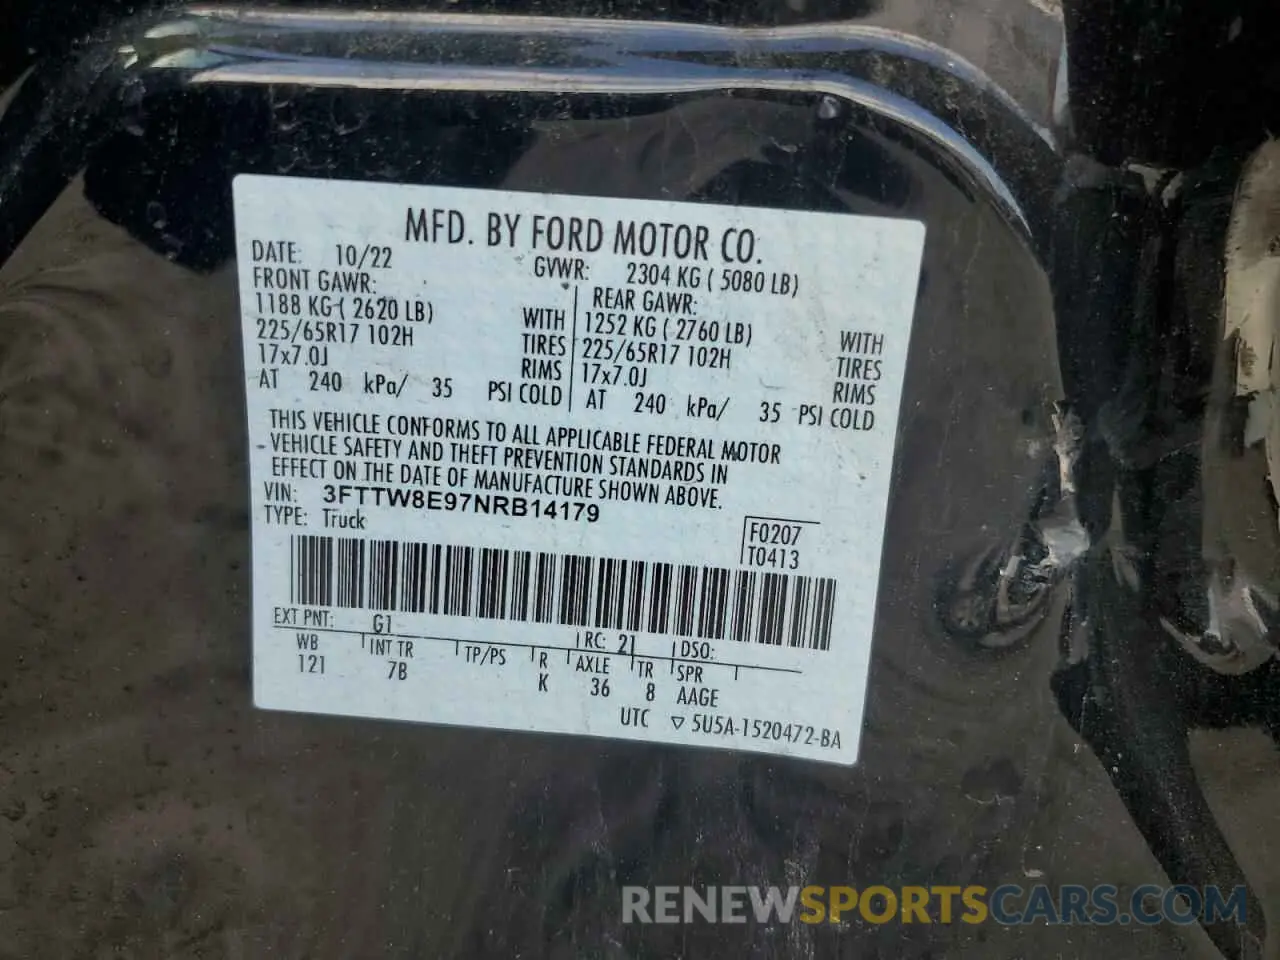 MFD. BY FORD MOTOR CO.
DATE: 10/22 GVWR: 2304 KG ( 5080 LB)
FRONT GAWR: REAR GAWR:
1188 KG ( 2620 LB) WITH 1252 KG ( 2760 LB) WITH
225/65R17 102H TIRES 225/65R17 102H TIRES
17x7.0J RIMS 17x7.0J RIMS
AT 240 kPa/ 35 PSI COLD AT 240 kPa/ 35 PSI COLD
THIS VEHICLE CONFORMS TO ALL APPLICABLE FEDERAL MOTOR
VEHICLE SAFETY AND THEFT PREVENTION STANDARDS IN
EFFECT ON THE DATE OF MANUFACTURE SHOWN ABOVE.
VIN: 3FTTW8E97NRB14179
TYPE: Truck
F0207
T0413
EXT PNT: G1 RC: 21 DSO:
WB INT TR TP/PS R AXLE TR SPR
121 7B K 36 8 AAGE
UTC ▽ 5U5A-1520472-BA
RENEWSPORTSCARS.COM